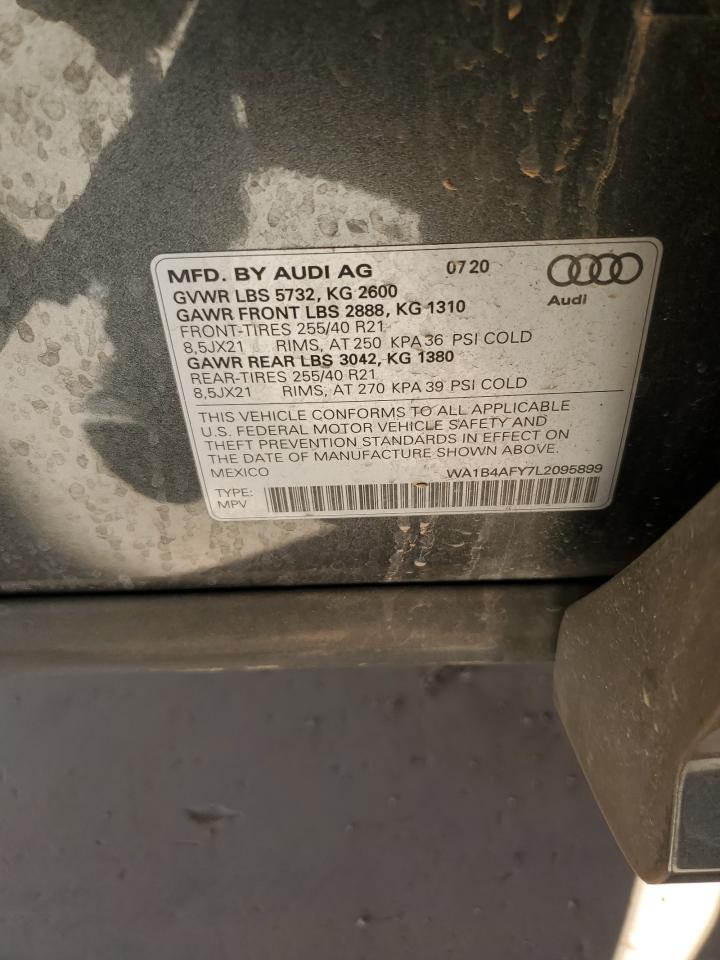 MFD. BY AUDI AG 07 20
Audi
GVWR LBS 5732, KG 2600
GAWR FRONT LBS 2888, KG 1310
FRONT-TIRES 255/40 R21
8,5JX21 RIMS, AT 250 KPA 36 PSI COLD
GAWR REAR LBS 3042, KG 1380
REAR-TIRES 255/40 R21
8,5JX21 RIMS, AT 270 KPA 39 PSI COLD
THIS VEHICLE CONFORMS TO ALL APPLICABLE
U.S. FEDERAL MOTOR VEHICLE SAFETY AND
THEFT PREVENTION STANDARDS IN EFFECT ON
THE DATE OF MANUFACTURE SHOWN ABOVE.
MEXICO WA1B4AFY7L2095899
TYPE:
MPV